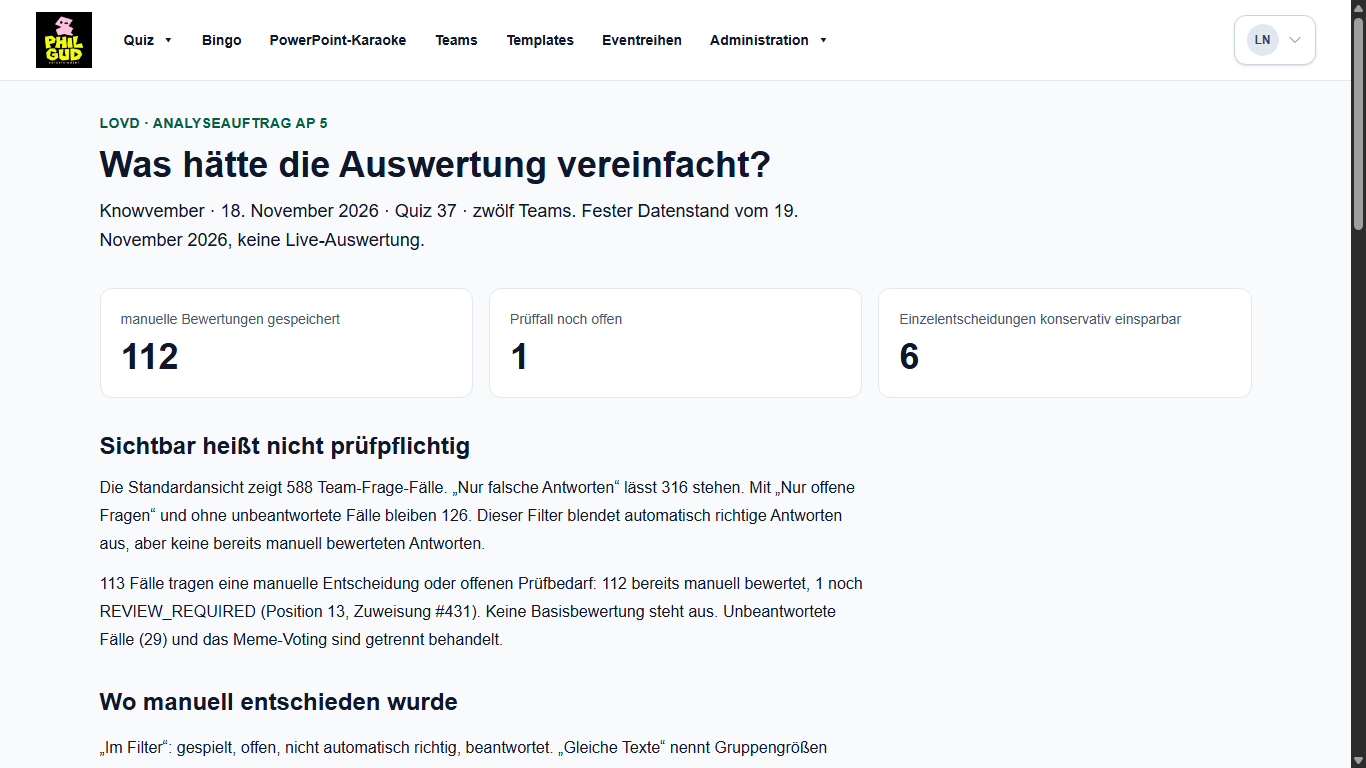 PHIL
GUD
Quiz ▼ Bingo PowerPoint-Karaoke Teams Templates Eventreihen Administration ▼ LN
LOVD · ANALYSEAUFTRAG AP 5
Was hätte die Auswertung vereinfacht?
Knowvember · 18. November 2026 · Quiz 37 · zwölf Teams. Fester Datenstand vom 19.
November 2026, keine Live-Auswertung.
manuelle Bewertungen gespeichert
112
Prüffall noch offen
1
Einzelentscheidungen konservativ einsparbar
6
Sichtbar heißt nicht prüfpflichtig
Die Standardansicht zeigt 588 Team-Frage-Fälle. „Nur falsche Antworten“ lässt 316 stehen. Mit „Nur offene
Fragen“ und ohne unbeantwortete Fälle bleiben 126. Dieser Filter blendet automatisch richtige Antworten
aus, aber keine bereits manuell bewerteten Antworten.
113 Fälle tragen eine manuelle Entscheidung oder offenen Prüfbedarf: 112 bereits manuell bewertet, 1 noch
REVIEW_REQUIRED (Position 13, Zuweisung #431). Keine Basisbewertung steht aus. Unbeantwortete
Fälle (29) und das Meme-Voting sind getrennt behandelt.
Wo manuell entschieden wurde
„Im Filter“: gespielt, offen, nicht automatisch richtig, beantwortet. „Gleiche Texte“ nennt Gruppengrößen